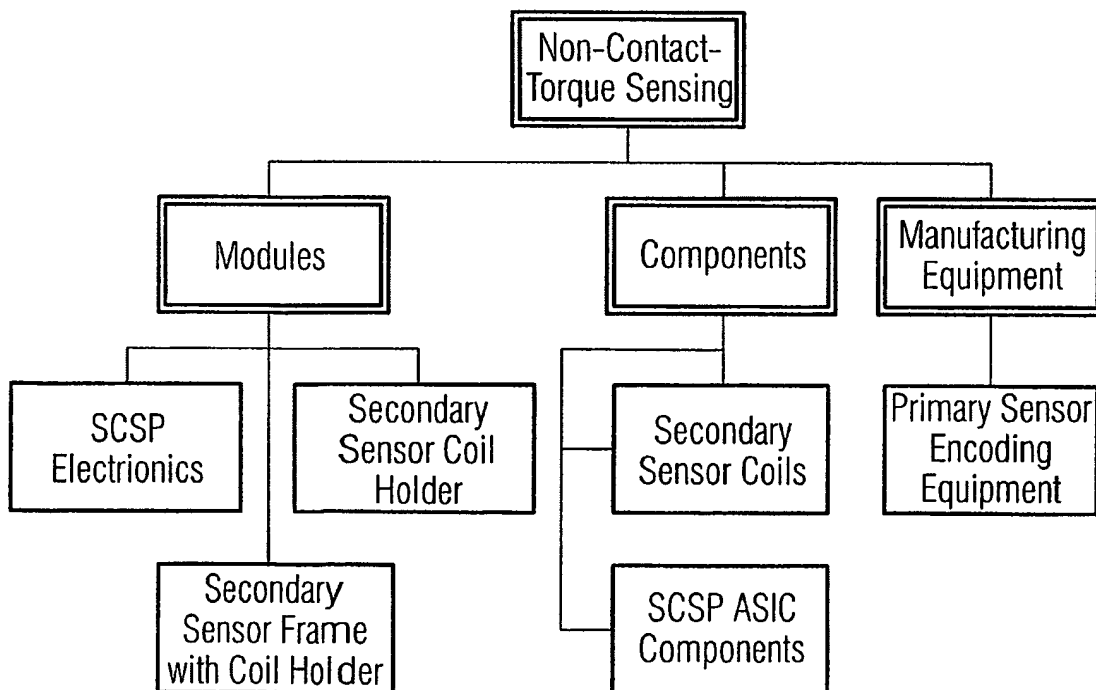 Non-Contact-
Torque Sensing
Modules
Components
Manufacturing
Equipment
SCSP
Electrionics
Secondary
Sensor Coil
Holder
Secondary
Sensor Coils
Primary Sensor
Encoding
Equipment
Secondary
Sensor Frame
with Coil Holder
SCSP ASIC
Components